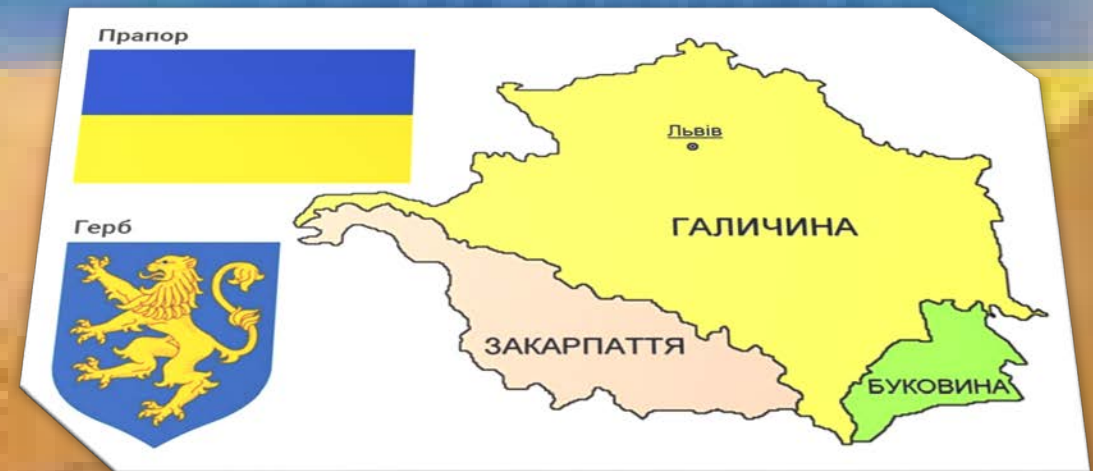 Прапор
Львів
ГАЛИЧИНА
Герб
ЗАКАРПАТТЯ
БУКОВИНА